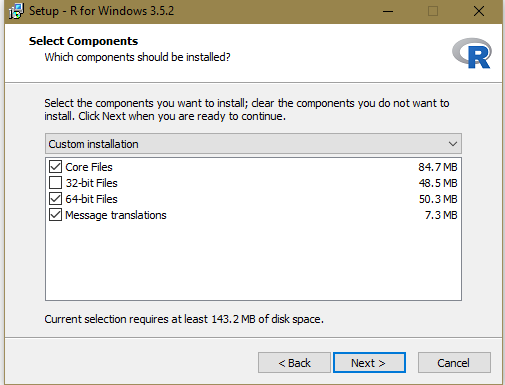 Setup - R for Windows 3.5.2
Select Components
Which components should be installed?
R
Select the components you want to install; clear the components you do not want to
install. Click Next when you are ready to continue.
Custom installation
Core Files 84.7 MB
32-bit Files 48.5 MB
64-bit Files 50.3 MB
Message translations 7.3 MB
Current selection requires at least 143.2 MB of disk space.
< Back Next > Cancel